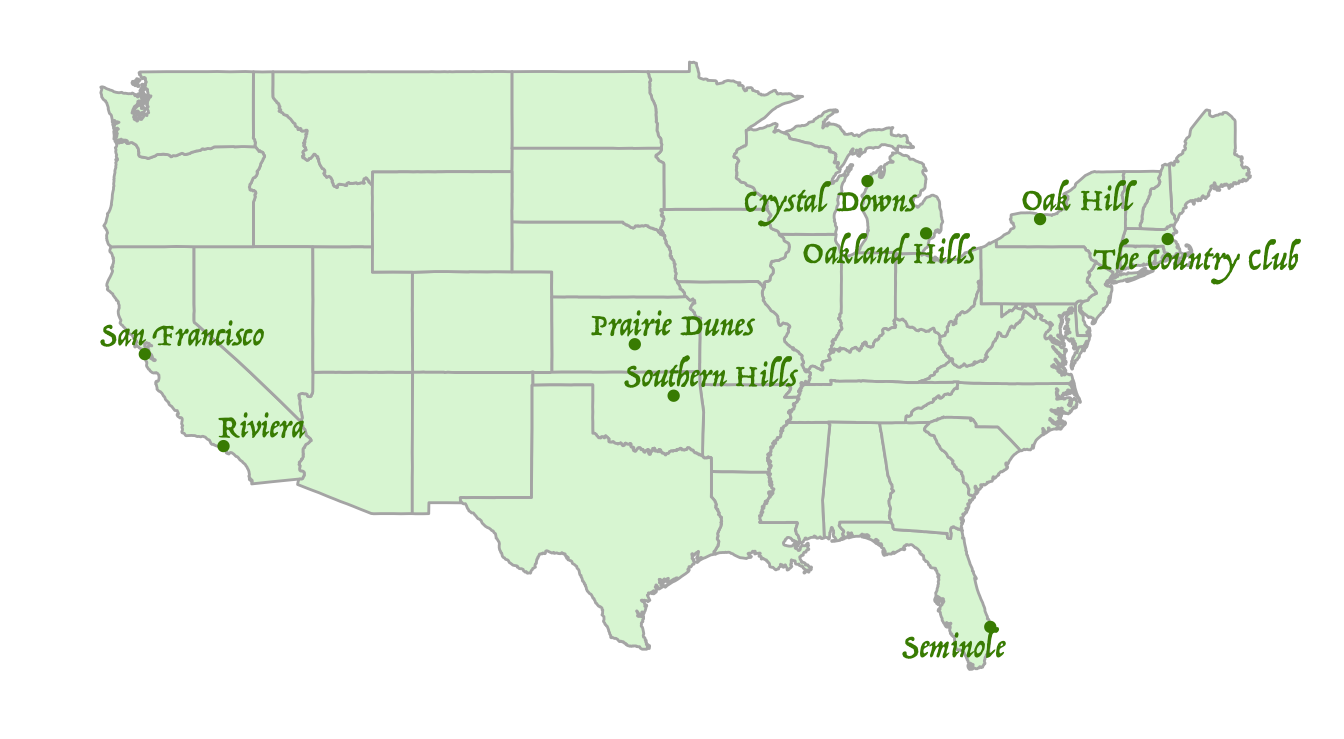 Crystal Downs
Oak Hill
Oakland Hills
The Country Club
San Francisco
Prairie Dunes
Southern Hills
Riviera
Seminole